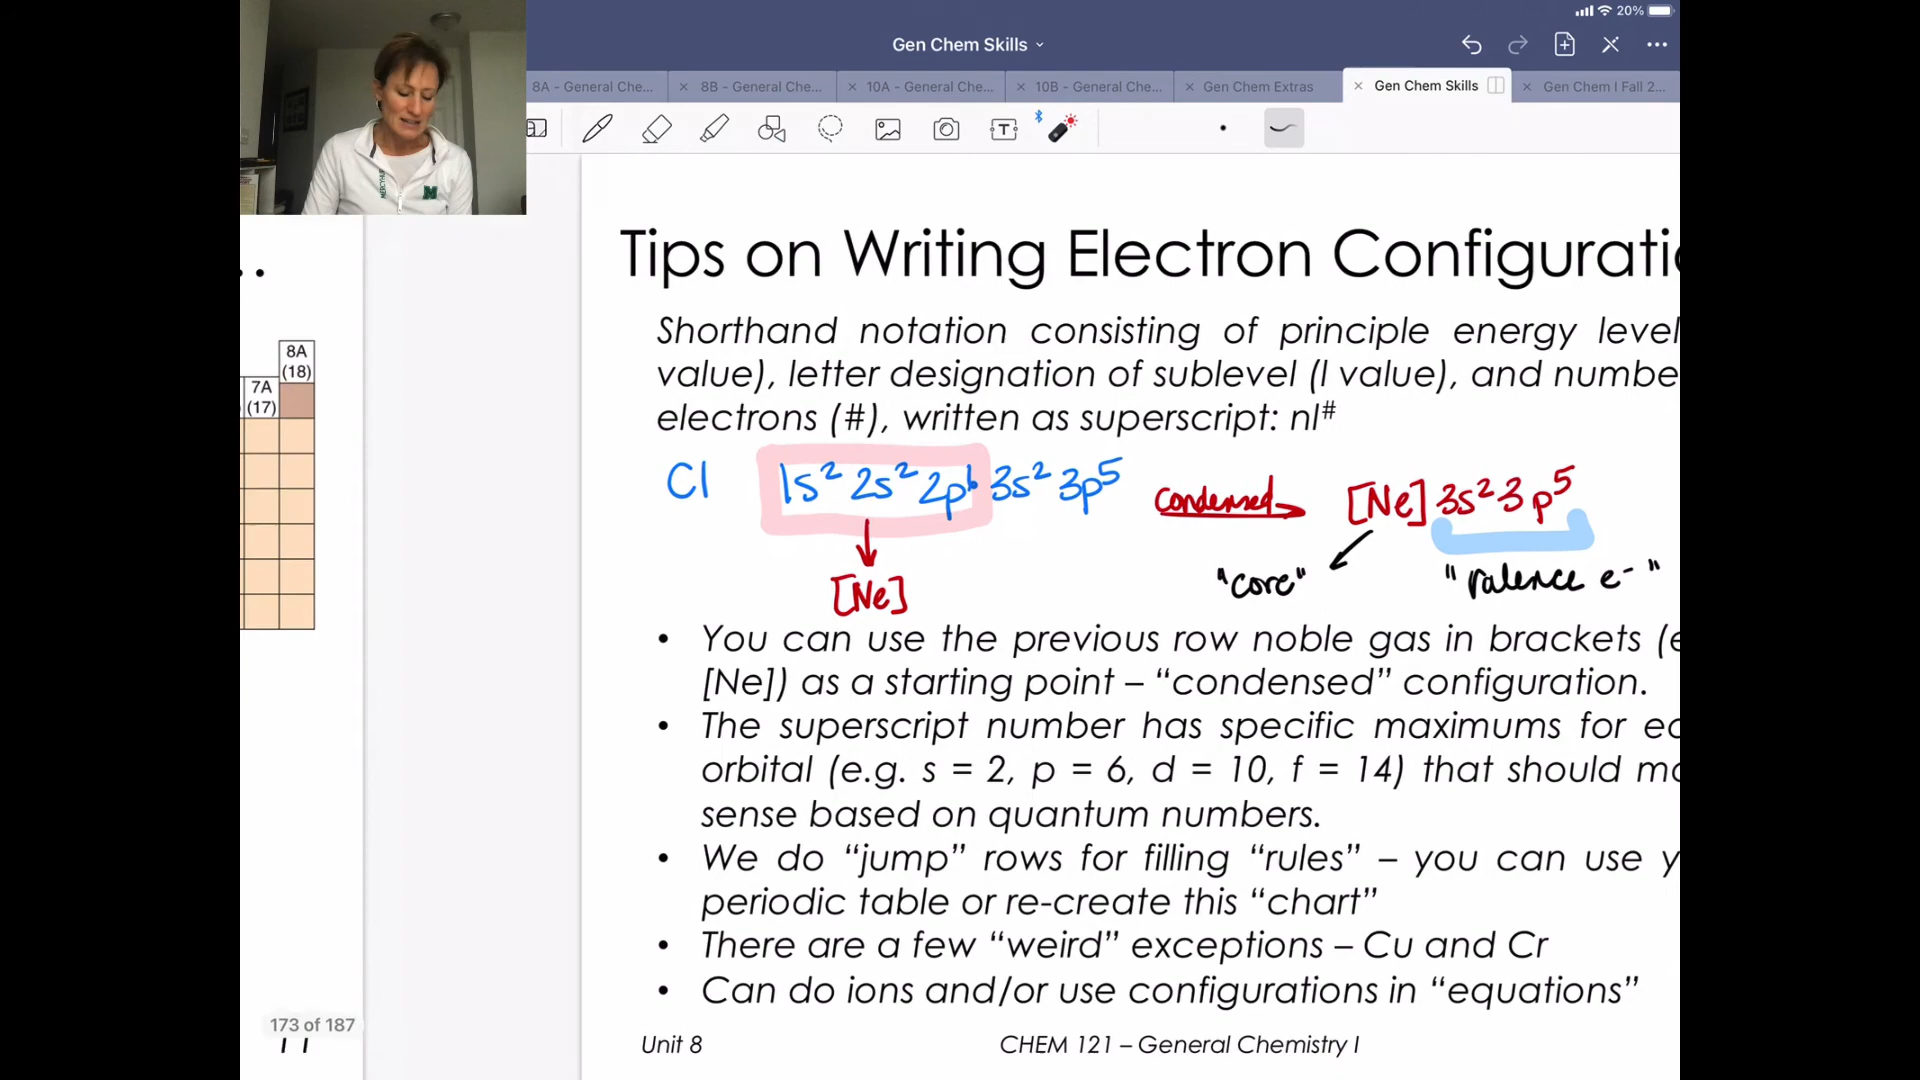 20%
Gen Chem Skills
8A - General Che...
8B - General Che...
10A - General Che...
10B - General Che...
Gen Chem Extras
Gen Chem Skills
Gen Chem I Fall 2...
T
M
..
8A
(18)
7A
(17)
Tips on Writing Electron Configurati
Shorthand notation consisting of principle energy level
value), letter designation of sublevel (l value), and numbe
electrons (#), written as superscript: nl#
Cl 1s² 2s² 2p⁶ 3s² 3p⁵ Condensed [Ne] 3s² 3p⁵
[Ne] "core" "valence e⁻"
• You can use the previous row noble gas in brackets (e
[Ne]) as a starting point – “condensed” configuration.
• The superscript number has specific maximums for ea
orbital (e.g. s = 2, p = 6, d = 10, f = 14) that should ma
sense based on quantum numbers.
• We do “jump” rows for filling “rules” – you can use y
periodic table or re-create this “chart”
• There are a few “weird” exceptions – Cu and Cr
• Can do ions and/or use configurations in “equations”
173 of 187
Unit 8
CHEM 121 – General Chemistry I